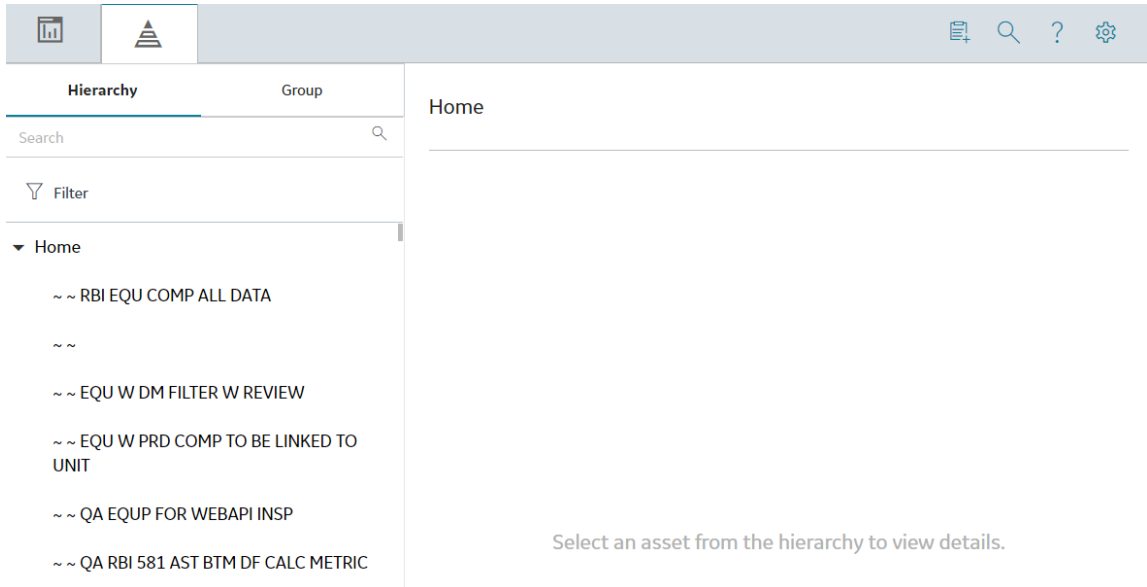 Hierarchy
Group
Search
Filter
Home
~ ~ RBI EQU COMP ALL DATA
~ ~
~ ~ EQU W DM FILTER W REVIEW
~ ~ EQU W PRD COMP TO BE LINKED TO
UNIT
~ ~ QA EQUP FOR WEBAPI INSP
~ ~ QA RBI 581 AST BTM DF CALC METRIC
Home
Select an asset from the hierarchy to view details.